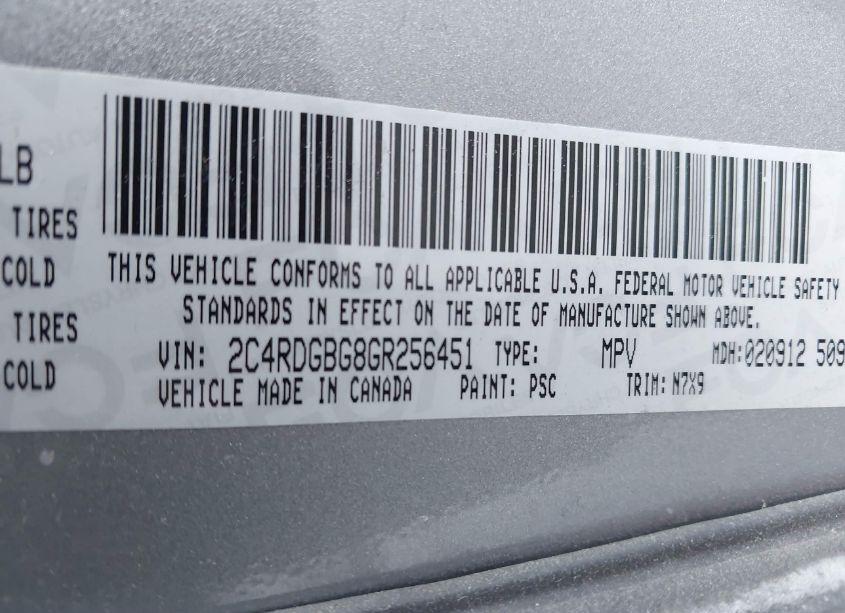 LB
TIRES
COLD
TIRES
COLD
THIS VEHICLE CONFORMS TO ALL APPLICABLE U.S.A. FEDERAL MOTOR VEHICLE SAFETY
STANDARDS IN EFFECT ON THE DATE OF MANUFACTURE SHOWN ABOVE.
VIN: 2C4RDGBG8GR256451 TYPE: MPV MDH:020912 509
VEHICLE MADE IN CANADA PAINT: PSC TRIM: N7X9